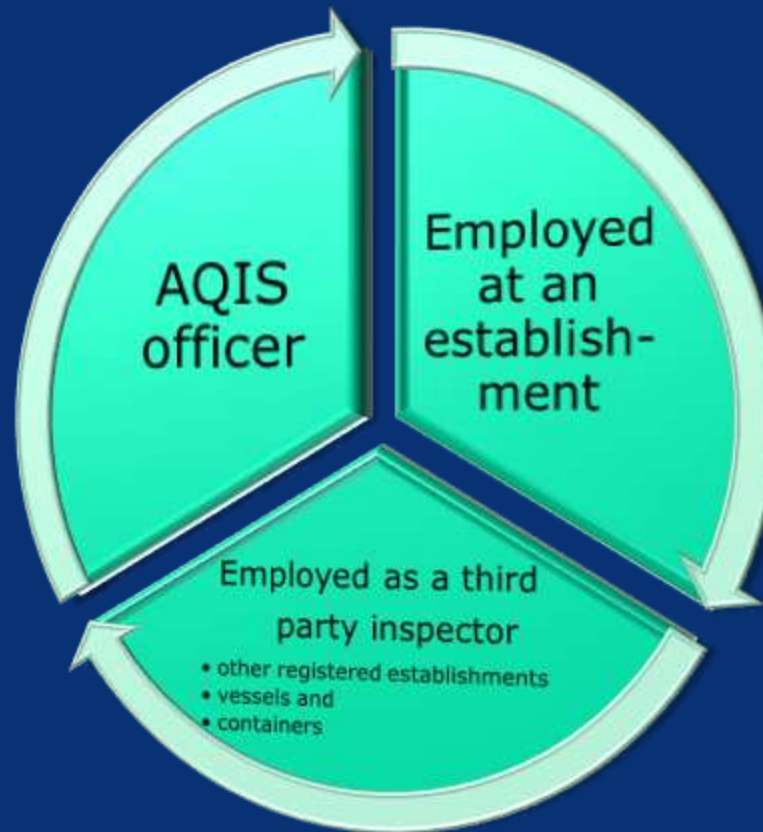 AQIS
officer
Employed
at an
establish-
ment
Employed as a third
party inspector
• other registered establishments
• vessels and
• containers